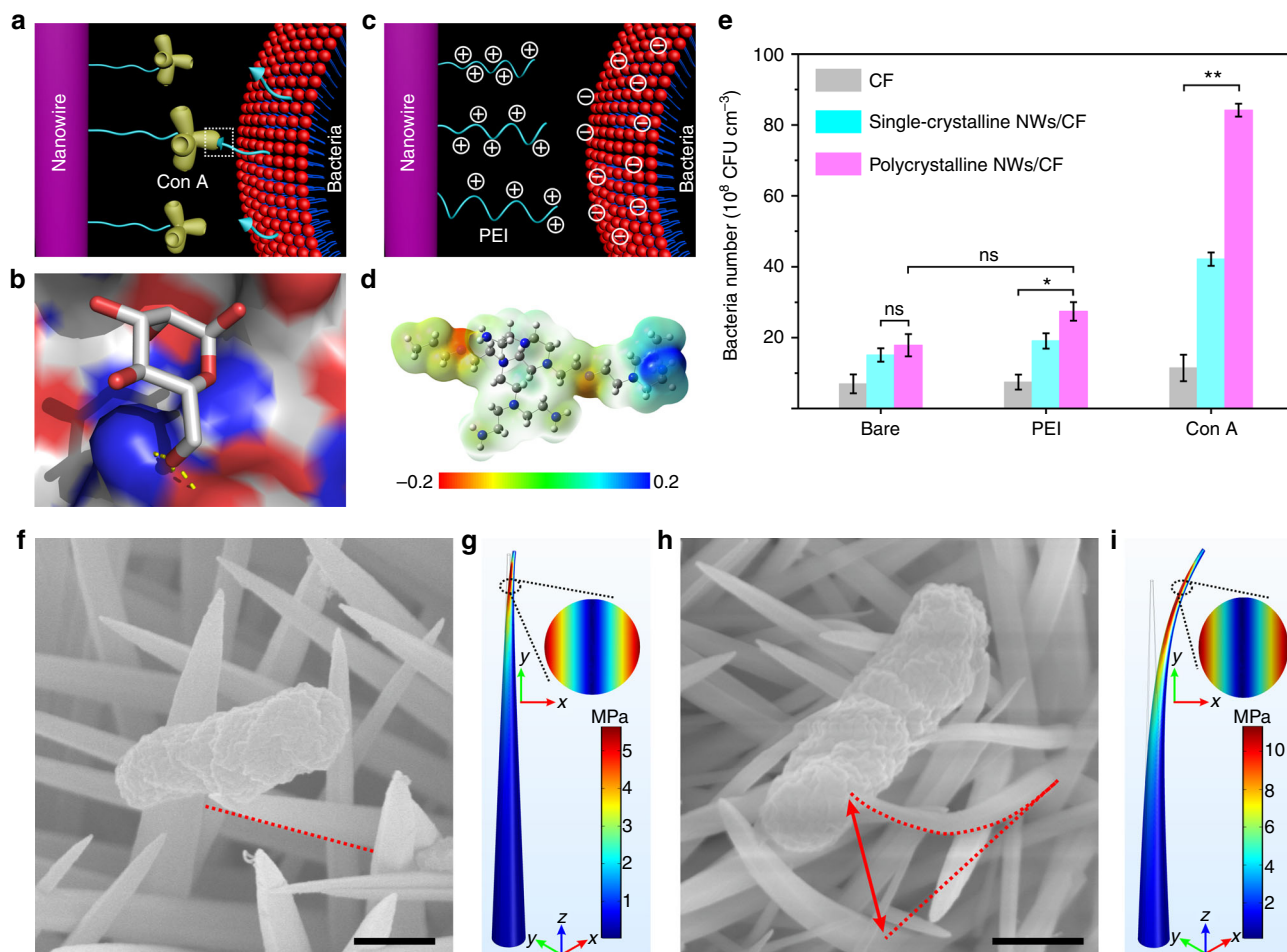 a
Nanowire
Con A
Bacteria
c
Nanowire
PEI
Bacteria
b
d
−0.2
0.2
e
Bacteria number (10⁸ CFU cm⁻³)
100
80
60
40
20
CF
Single-crystalline NWs/CF
Polycrystalline NWs/CF
ns
ns
*
**
Bare
PEI
Con A
f
g
y
x
MPa
5
4
3
2
1
z
y
x
h
i
y
x
MPa
10
8
6
4
2
z
y
x